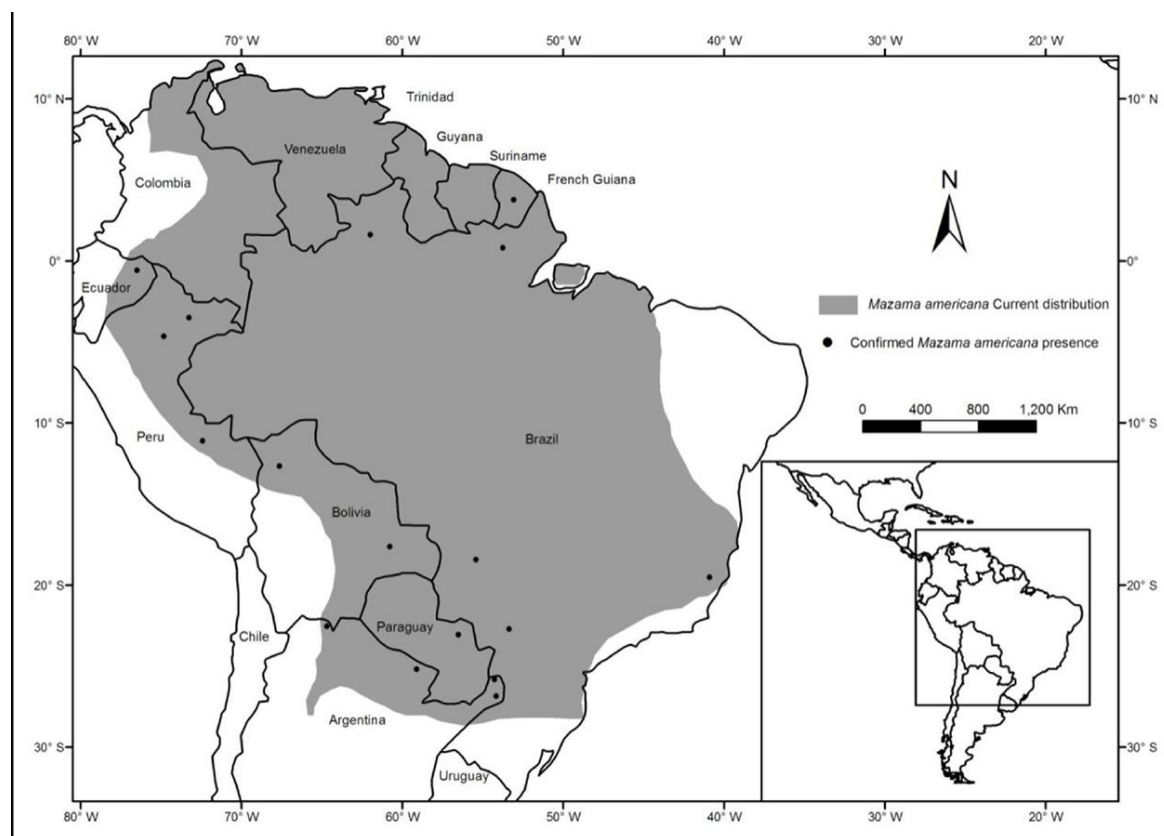 80° W 70° W 60° W 50° W 40° W 30° W 20° W
10° N
10° N
Trinidad
Guyana
Venezuela
Suriname
Colombia
French Guiana
N
0°
0°
Ecuador
Mazama americana Current distribution
Confirmed Mazama americana presence
0 400 800 1,200 Km
10° S
10° S
Peru
Brazil
Bolivia
20° S
20° S
Paraguay
Chile
Argentina
30° S
30° S
Uruguay
80° W 70° W 60° W 50° W 40° W 30° W 20° W